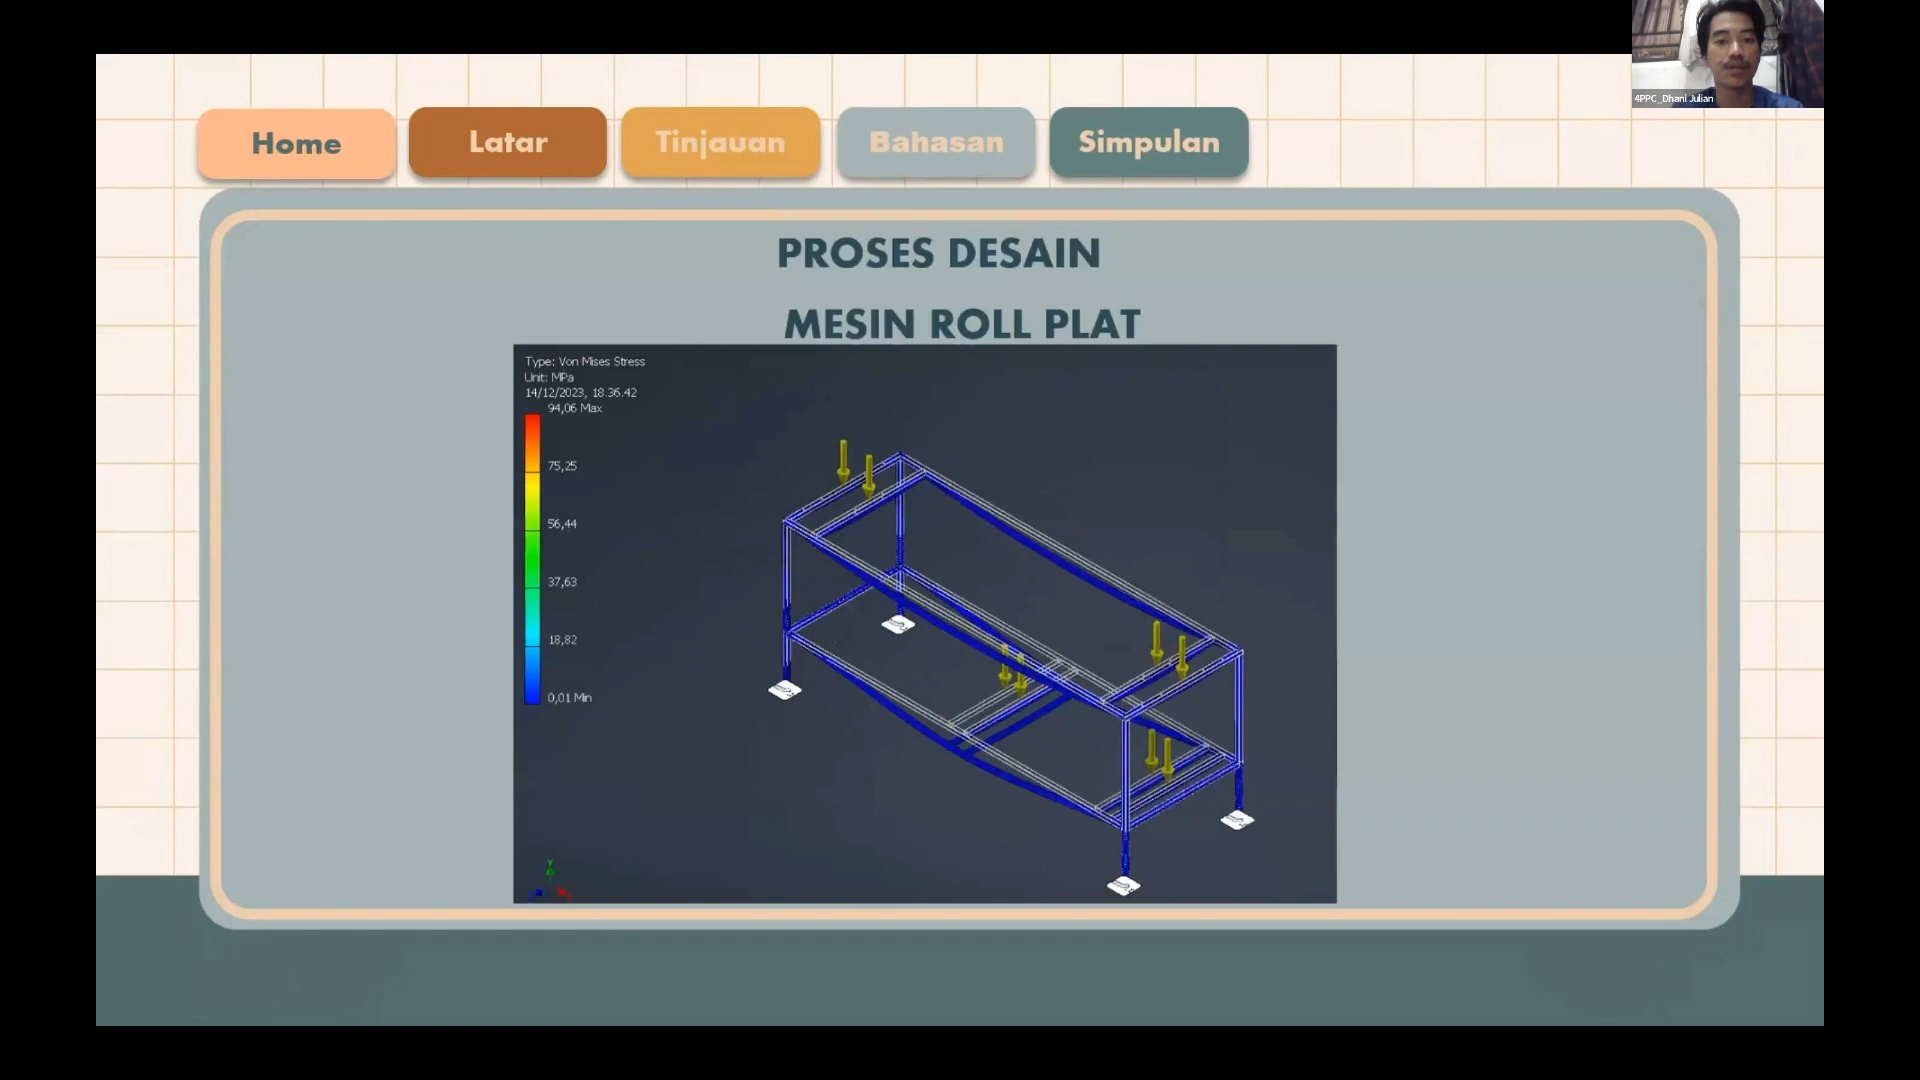 4PPC_Dhani Julian
Home
Latar
Tinjauan
Bahasan
Simpulan
PROSES DESAIN
MESIN ROLL PLAT
Type: Von Mises Stress
Unit: MPa
14/12/2023, 18.36.42
94,06 Max
75,25
56,44
37,63
18,82
0,01 Min
Y